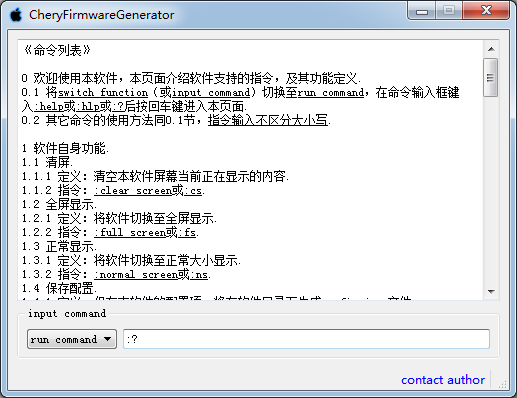 CheryFirmwareGenerator
《命令列表》
0 欢迎使用本软件，本页面介绍软件支持的指令，及其功能定义.
0.1 将switch function（或input command）切换至run command，在命令输入框键
入:help或:hlp或:?后按回车键进入本页面.
0.2 其它命令的使用方法同0.1节，指令输入不区分大小写.
1 软件自身功能.
1.1 清屏.
1.1.1 定义：清空本软件屏幕当前正在显示的内容.
1.1.2 指令：:clear screen或:cs.
1.2 全屏显示.
1.2.1 定义：将软件切换至全屏显示.
1.2.2 指令：:full screen或:fs.
1.3 正常显示.
1.3.1 定义：将软件切换至正常大小显示.
1.3.2 指令：:normal screen或:ns.
1.4 保存配置.
input command
run command
:?
contact author